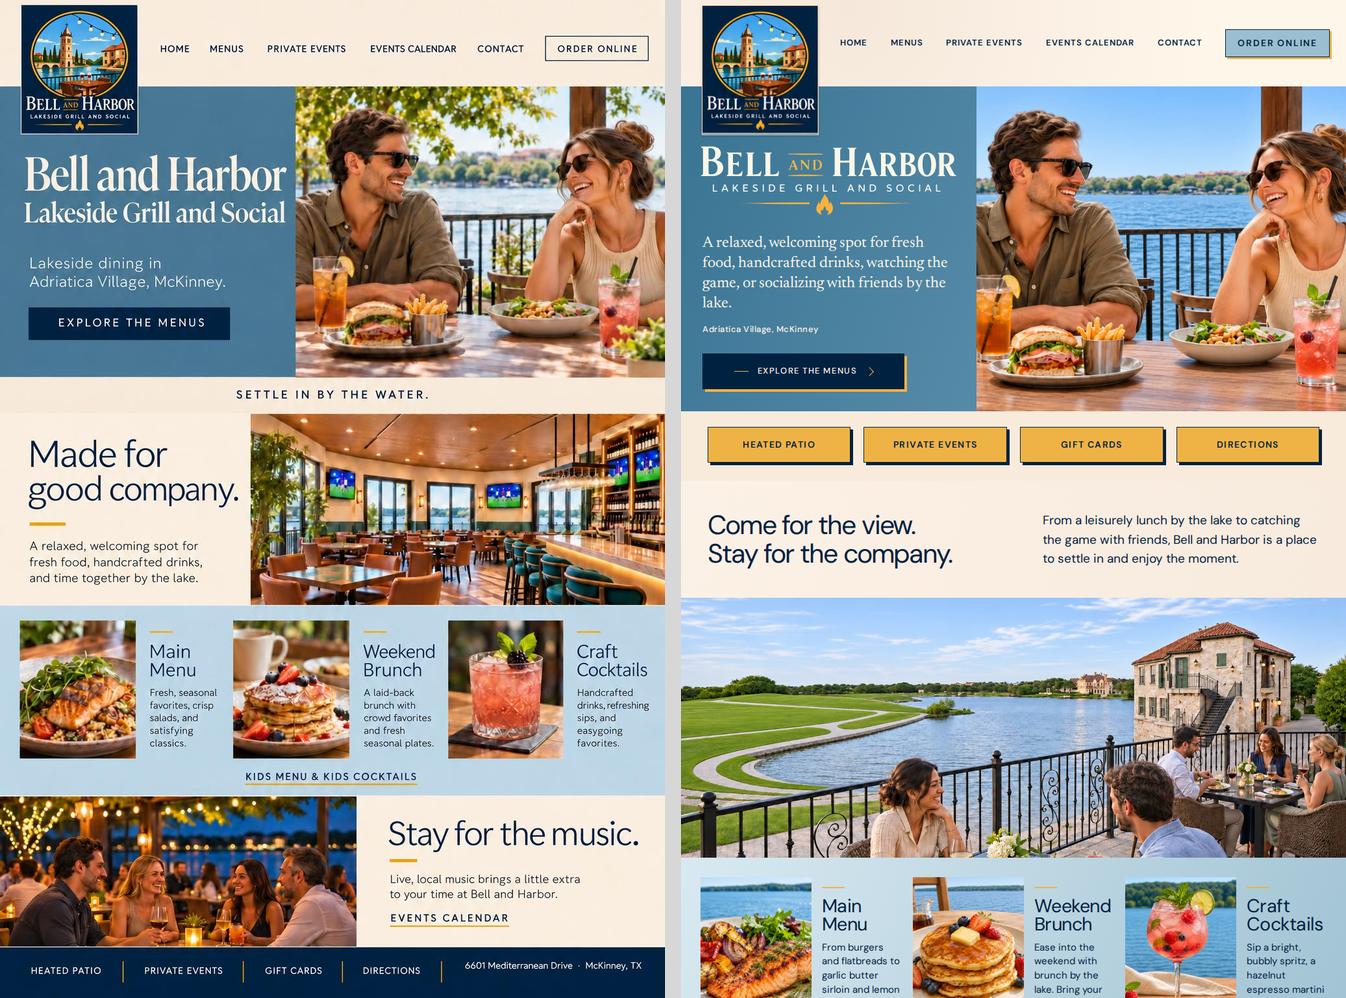 BELL AND HARBOR
LAKESIDE GRILL AND SOCIAL
HOME
MENUS
PRIVATE EVENTS
EVENTS CALENDAR
CONTACT
ORDER ONLINE
Bell and Harbor
Lakeside Grill and Social
Lakeside dining in
Adriatica Village, McKinney.
EXPLORE THE MENUS
SETTLE IN BY THE WATER.
Made for
good company.
A relaxed, welcoming spot for
fresh food, handcrafted drinks,
and time together by the lake.
Main
Menu
Fresh, seasonal
favorites, crisp
salads, and
satisfying
classics.
Weekend
Brunch
A laid-back
brunch with
crowd favorites
and fresh
seasonal plates.
Craft
Cocktails
Handcrafted
drinks, refreshing
sips, and
easygoing
favorites.
KIDS MENU & KIDS COCKTAILS
Stay for the music.
Live, local music brings a little extra
to your time at Bell and Harbor.
EVENTS CALENDAR
HEATED PATIO
PRIVATE EVENTS
GIFT CARDS
DIRECTIONS
6601 Mediterranean Drive · McKinney, TX
BELL AND HARBOR
LAKESIDE GRILL AND SOCIAL
HOME
MENUS
PRIVATE EVENTS
EVENTS CALENDAR
CONTACT
ORDER ONLINE
BELL AND HARBOR
LAKESIDE GRILL AND SOCIAL
A relaxed, welcoming spot for fresh
food, handcrafted drinks, watching the
game, or socializing with friends by the
lake.
Adriatica Village, McKinney
EXPLORE THE MENUS
HEATED PATIO
PRIVATE EVENTS
GIFT CARDS
DIRECTIONS
Come for the view.
Stay for the company.
From a leisurely lunch by the lake to catching
the game with friends, Bell and Harbor is a place
to settle in and enjoy the moment.
Main
Menu
From burgers
and flatbreads to
garlic butter
sirloin and lemon
Weekend
Brunch
Ease into the
weekend with
brunch by the
lake. Bring your
Craft
Cocktails
Sip a bright,
bubbly spritz, a
hazelnut
espresso martini